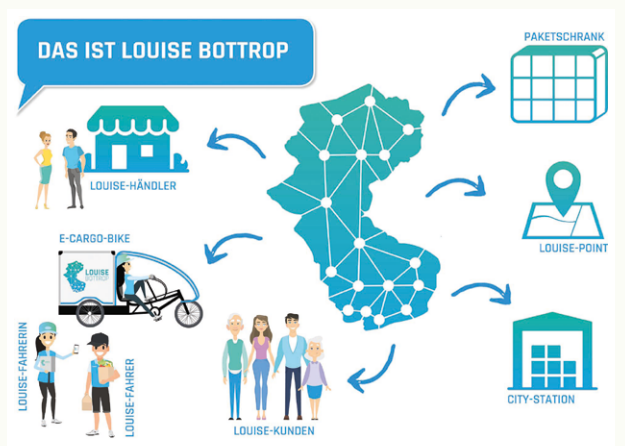 DAS IST LOUISE BOTTROP
PAKETSCHRANK
LOUISE-HÄNDLER
LOUISE-POINT
E-CARGO-BIKE
LOUISE
BOTTROP
CITY-STATION
LOUISE-FAHRERIN
LOUISE-FAHRER
LOUISE-KUNDEN